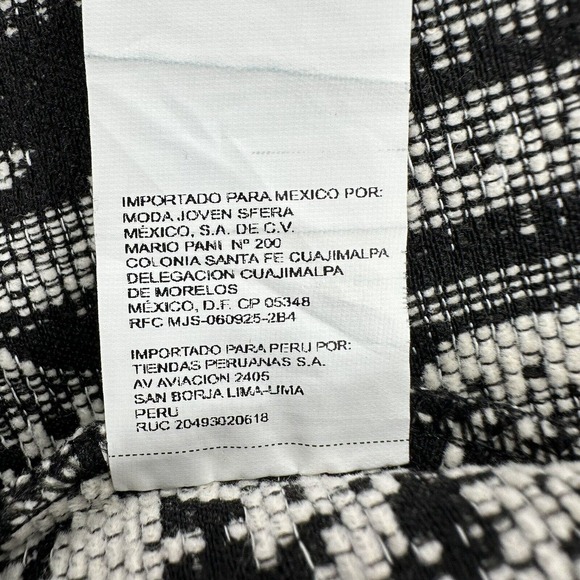 IMPORTADO PARA MEXICO POR:
MODA JOVEN SFERA
MÉXICO, S.A. DE C.V.
MARIO PANI Nº 200
COLONIA SANTA FE CUAJIMALPA
DELEGACION CUAJIMALPA
DE MORELOS
MÉXICO, D.F. CP 05348
RFC MJS-060925-2B4
IMPORTADO PARA PERU POR:
TIENDAS PERUANAS S.A.
AV AVIACION 2405
SAN BORJA LIMA-LIMA
PERU
RUC 20493020618